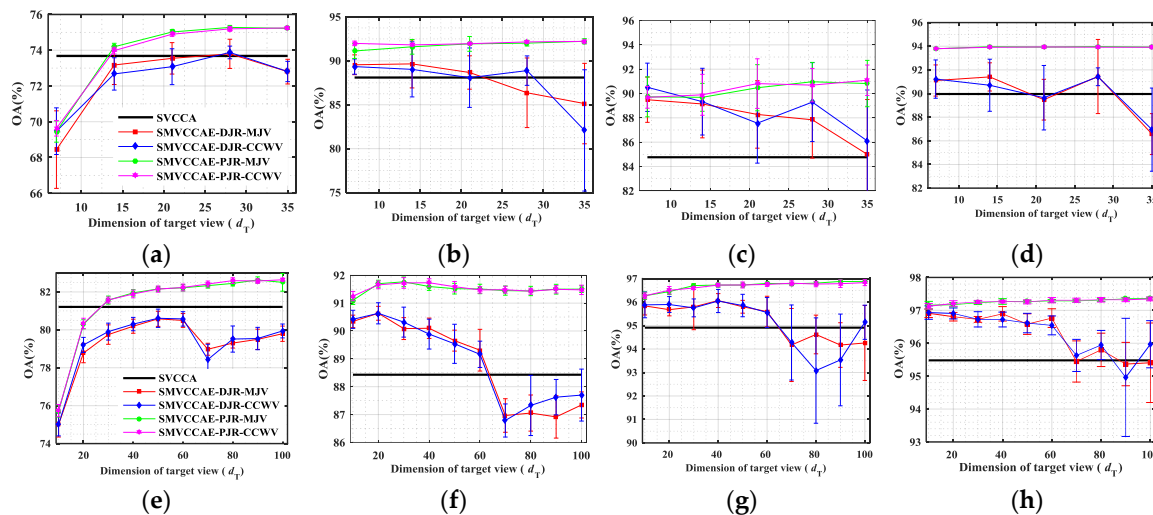 76
74
72
70
68
66
OA(%)
SVCCA
SMVCCAE-DJR-MJV
SMVCCAE-DJR-CCWV
SMVCCAE-PJR-MJV
SMVCCAE-PJR-CCWV
10 15 20 25 30 35
Dimension of target view ( dT)
(a)
95
90
85
80
75
OA(%)
10 15 20 25 30 35
Dimension of target view ( dT)
(b)
96
94
92
90
88
86
84
82
OA(%)
10 15 20 25 30 35
Dimension of target view ( dT)
(c)
96
94
92
90
88
86
84
82
OA(%)
10 15 20 25 30 35
Dimension of target view ( dT)
(d)
82
80
78
76
74
OA(%)
SVCCA
SMVCCAE-DJR-MJV
SMVCCAE-DJR-CCWV
SMVCCAE-PJR-MJV
SMVCCAE-PJR-CCWV
20 40 60 80 100
Dimension of target view ( dT)
(e)
92
91
90
89
88
87
86
OA(%)
20 40 60 80 100
Dimension of target view ( dT)
(f)
97
96
95
94
93
92
91
90
OA(%)
20 40 60 80 100
Dimension of target view ( dT)
(g)
98
97
96
95
94
93
OA(%)
20 40 60 80 100
Dimension of target view ( dT)
(h)